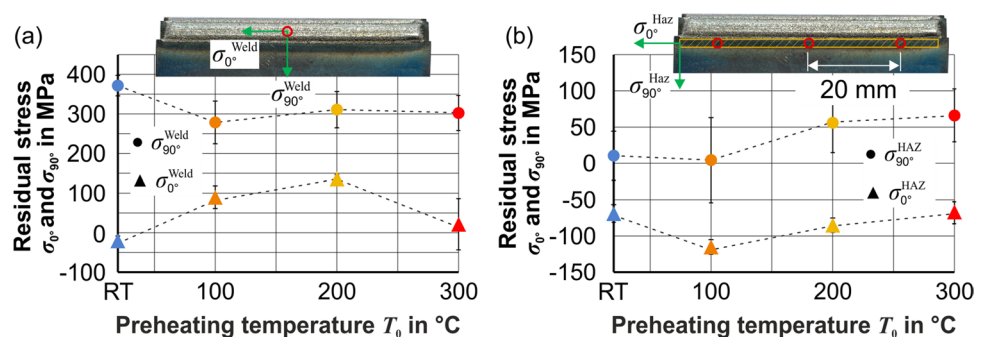 (a)
σ0° Weld
σ90° Weld
Residual stress
σ0° and σ90° in MPa
400
300
200
100
0
-100
σ90° Weld
σ0° Weld
RT 100 200 300
Preheating temperature T0 in °C
(b)
σ0° Haz
σ90° Haz
20 mm
Residual stress
σ0° and σ90° in MPa
150
100
50
0
-50
-100
-150
σ90° HAZ
σ0° HAZ
RT 100 200 300
Preheating temperature T0 in °C